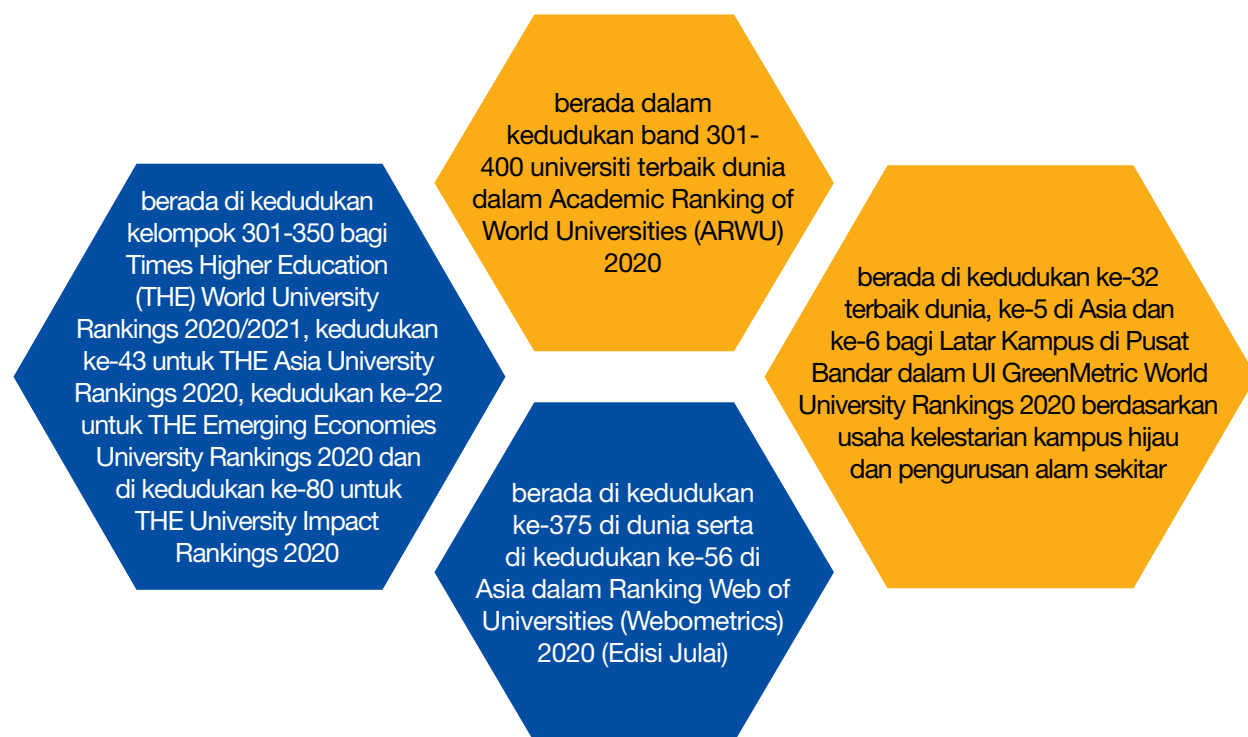 berada di kedudukan
kelompok 301-350 bagi
Times Higher Education
(THE) World University
Rankings 2020/2021, kedudukan
ke-43 untuk THE Asia University
Rankings 2020, kedudukan ke-22
untuk THE Emerging Economies
University Rankings 2020 dan
di kedudukan ke-80 untuk
THE University Impact
Rankings 2020
berada dalam
kedudukan band 301-
400 universiti terbaik dunia
dalam Academic Ranking of
World Universities (ARWU)
2020
berada di kedudukan
ke-375 di dunia serta
di kedudukan ke-56 di
Asia dalam Ranking Web of
Universities (Webometrics)
2020 (Edisi Julai)
berada di kedudukan ke-32
terbaik dunia, ke-5 di Asia dan
ke-6 bagi Latar Kampus di Pusat
Bandar dalam UI GreenMetric World
University Rankings 2020 berdasarkan
usaha kelestarian kampus hijau
dan pengurusan alam sekitar